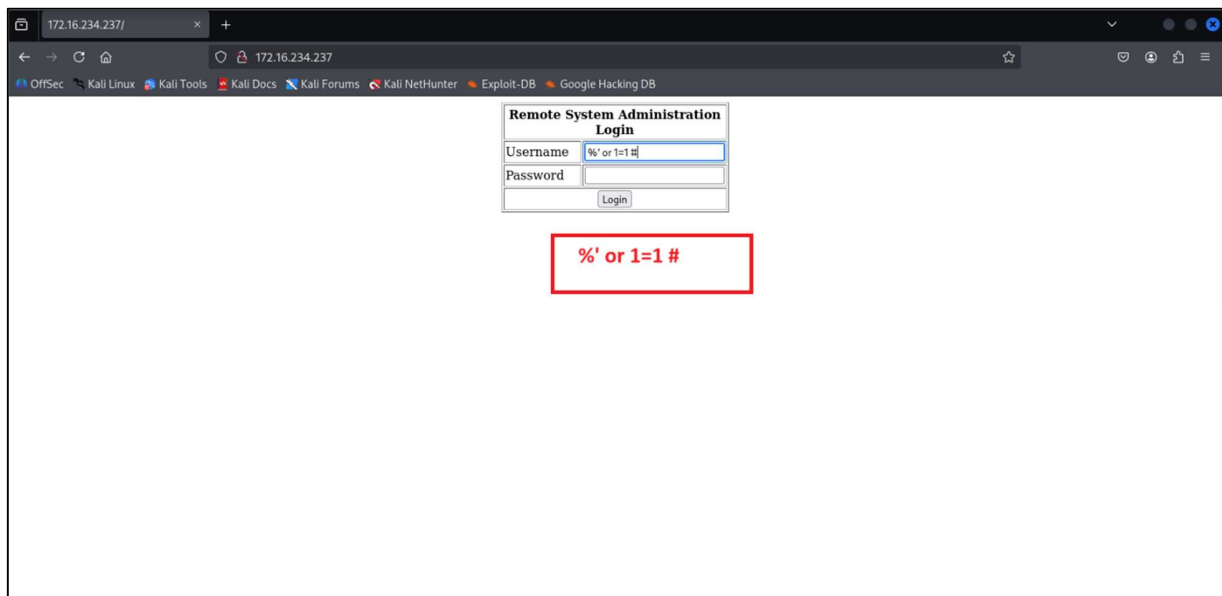 172.16.234.237/
172.16.234.237
OffSec Kali Linux Kali Tools Kali Docs Kali Forums Kali NetHunter Exploit-DB Google Hacking DB
Remote System Administration
Login
Username %' or 1=1 #
Password
Login
%' or 1=1 #